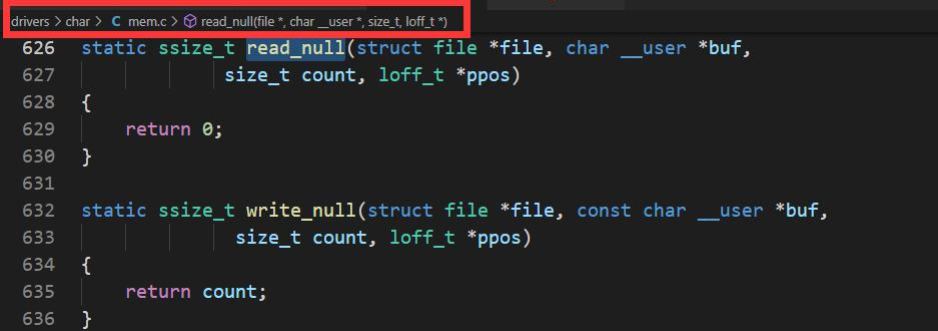 drivers > char > C mem.c > read_null(file *, char __user *, size_t, loff_t *)
626 static ssize_t read_null(struct file *file, char __user *buf,
627 size_t count, loff_t *ppos)
628 {
629 return 0;
630 }
631
632 static ssize_t write_null(struct file *file, const char __user *buf,
633 size_t count, loff_t *ppos)
634 {
635 return count;
636 }